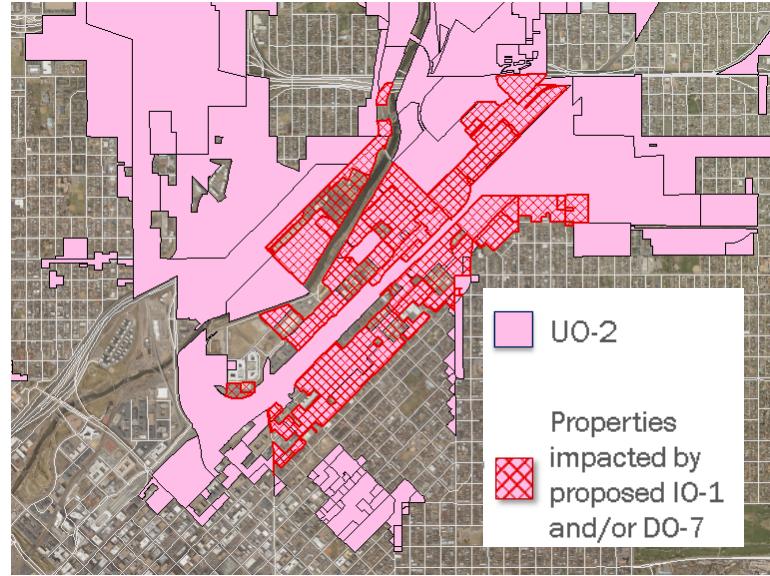 UO-2
Properties
impacted by
proposed IO-1
and/or DO-7